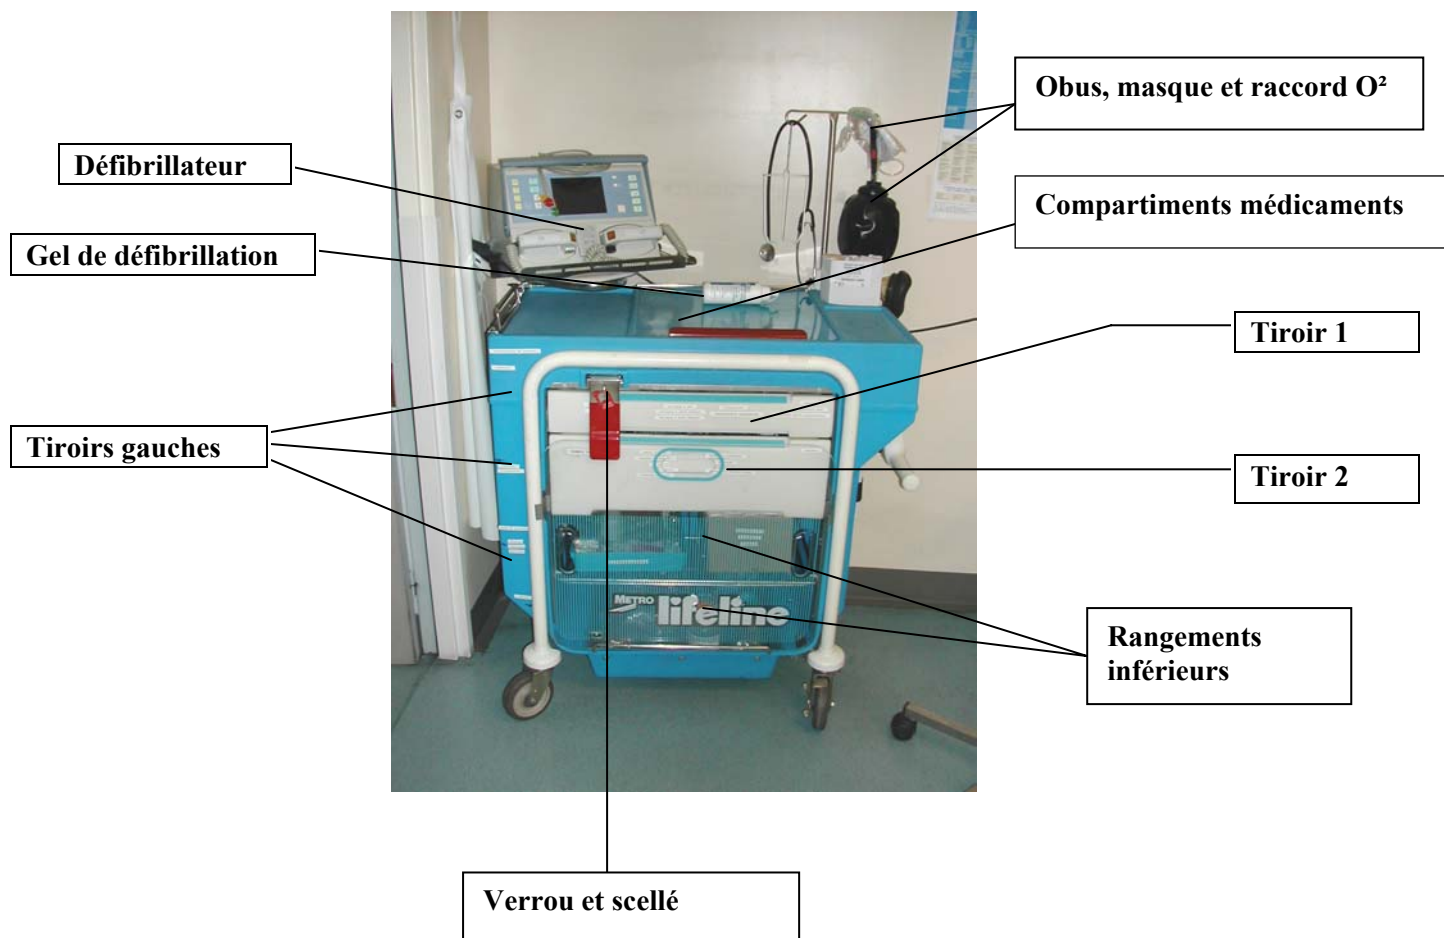 Obus, masque et raccord O²
Défibrillateur
Compartiments médicaments
Gel de défibrillation
Tiroir 1
Tiroirs gauches
Tiroir 2
METRO
lifeline
Rangements
inférieurs
Verrou et scellé